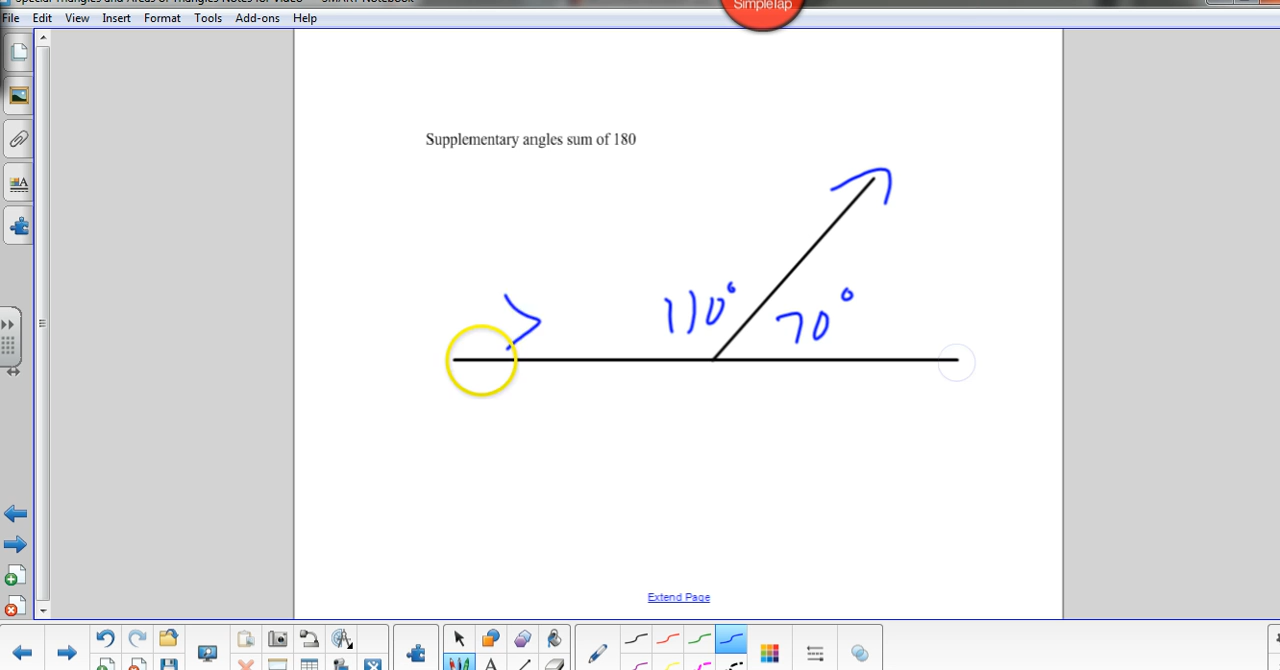 Special Triangles and Areas of Triangles Notes for Video - SMART Notebook
SimpleTap
File Edit View Insert Format Tools Add-ons Help
Supplementary angles sum of 180
110° 70°
Extend Page